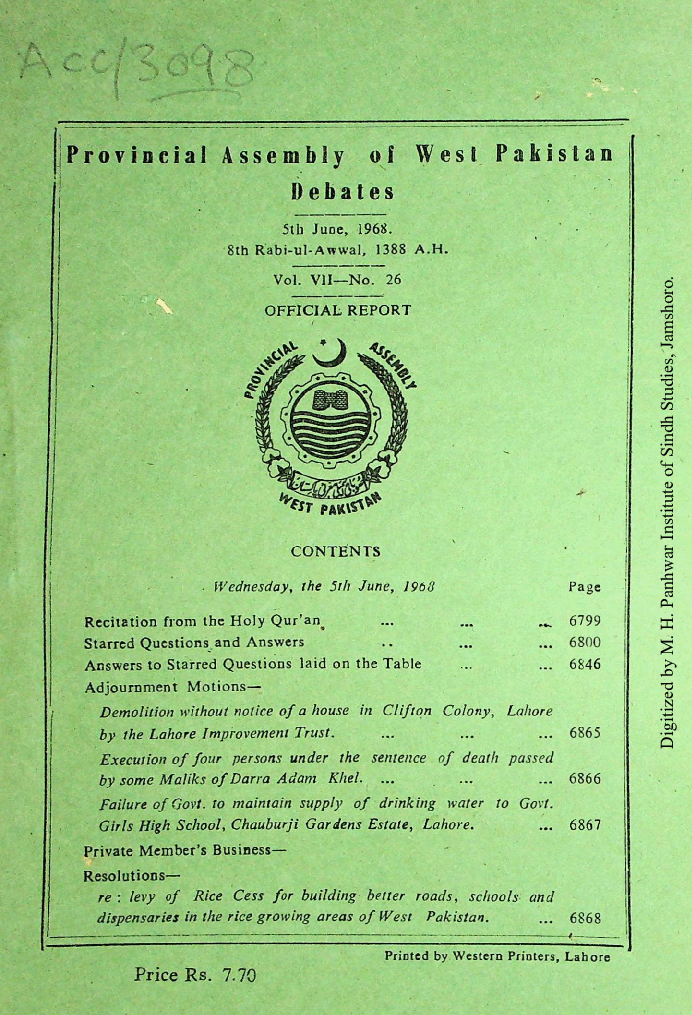 Acc/3098
Provincial Assembly of West Pakistan
Debates
5th June, 1968.
8th Rabi-ul-Awwal, 1388 A.H.
Vol. VII—No. 26
OFFICIAL REPORT
PROVINCIAL ASSEMBLY
WEST PAKISTAN
CONTENTS
Wednesday, the 5th June, 1968 Page
Recitation from the Holy Qur'an ... ... ... 6799
Starred Questions and Answers .. ... ... 6800
Answers to Starred Questions laid on the Table ... ... 6846
Adjournment Motions—
Demolition without notice of a house in Clifton Colony, Lahore
by the Lahore Improvement Trust. ... ... ... 6865
Execution of four persons under the sentence of death passed
by some Maliks of Darra Adam Khel. ... ... ... 6866
Failure of Govt. to maintain supply of drinking water to Govt.
Girls High School, Chauburji Gardens Estate, Lahore. ... 6867
Private Member's Business—
Resolutions—
re : levy of Rice Cess for building better roads, schools and
dispensaries in the rice growing areas of West Pakistan. ... 6868
Printed by Western Printers, Lahore
Price Rs. 7.70
Digitized by M. H. Panhwar Institute of Sindh Studies, Jamshoro.